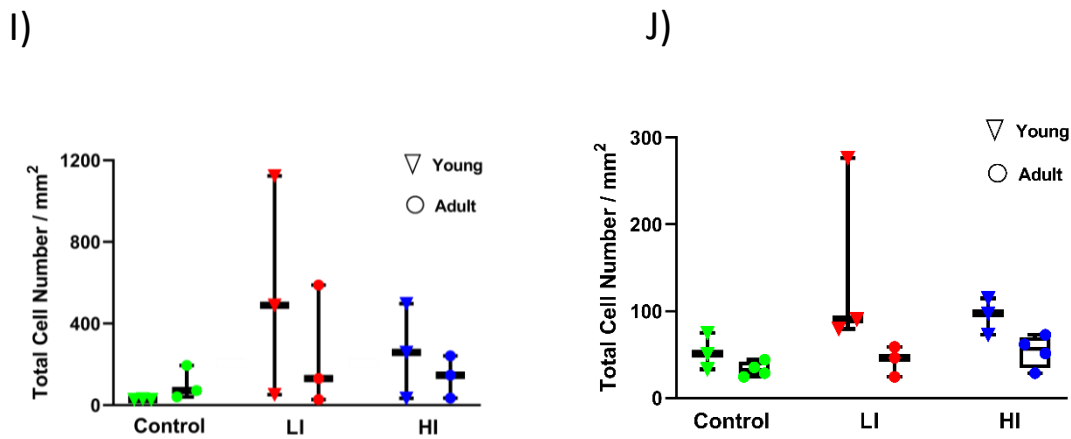 I)
J)
Total Cell Number / mm²
1200
800
400
0
Young
Adult
Control
LI
HI
Total Cell Number / mm²
300
200
100
0
Young
Adult
Control
LI
HI